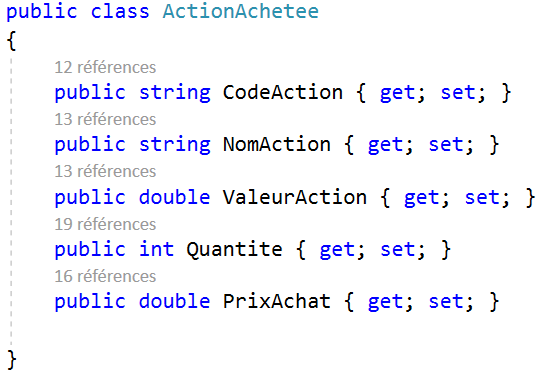 public class ActionAchetee
{
12 références
public string CodeAction { get; set; }
13 références
public string NomAction { get; set; }
13 références
public double ValeurAction { get; set; }
19 références
public int Quantite { get; set; }
16 références
public double PrixAchat { get; set; }
}